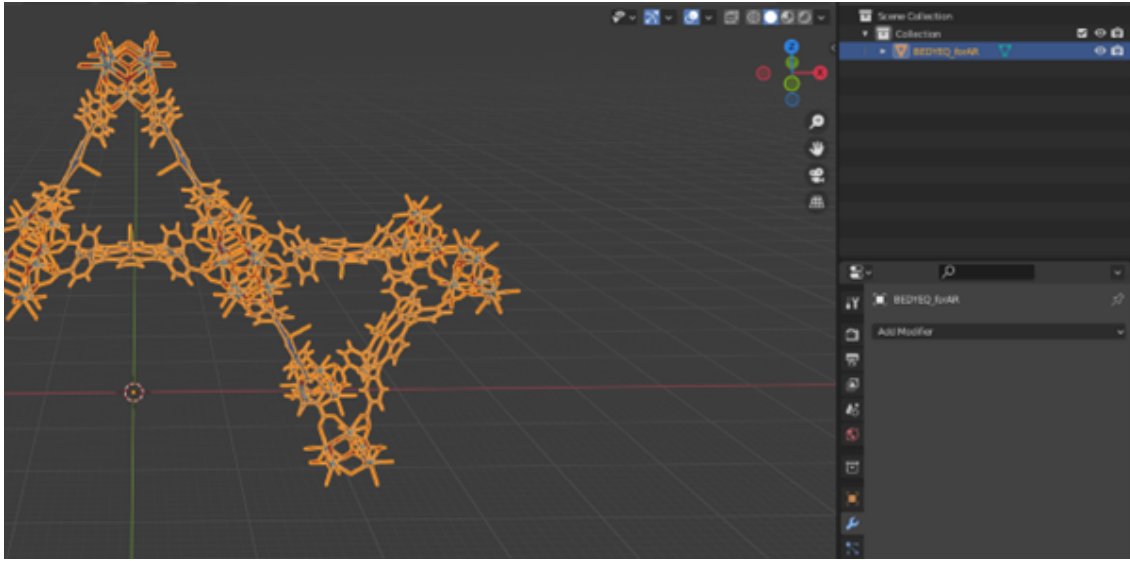 Scene Collection
Collection
BEDYEQ_forAR
Z
X
BEDYEQ_forAR
Add Modifier